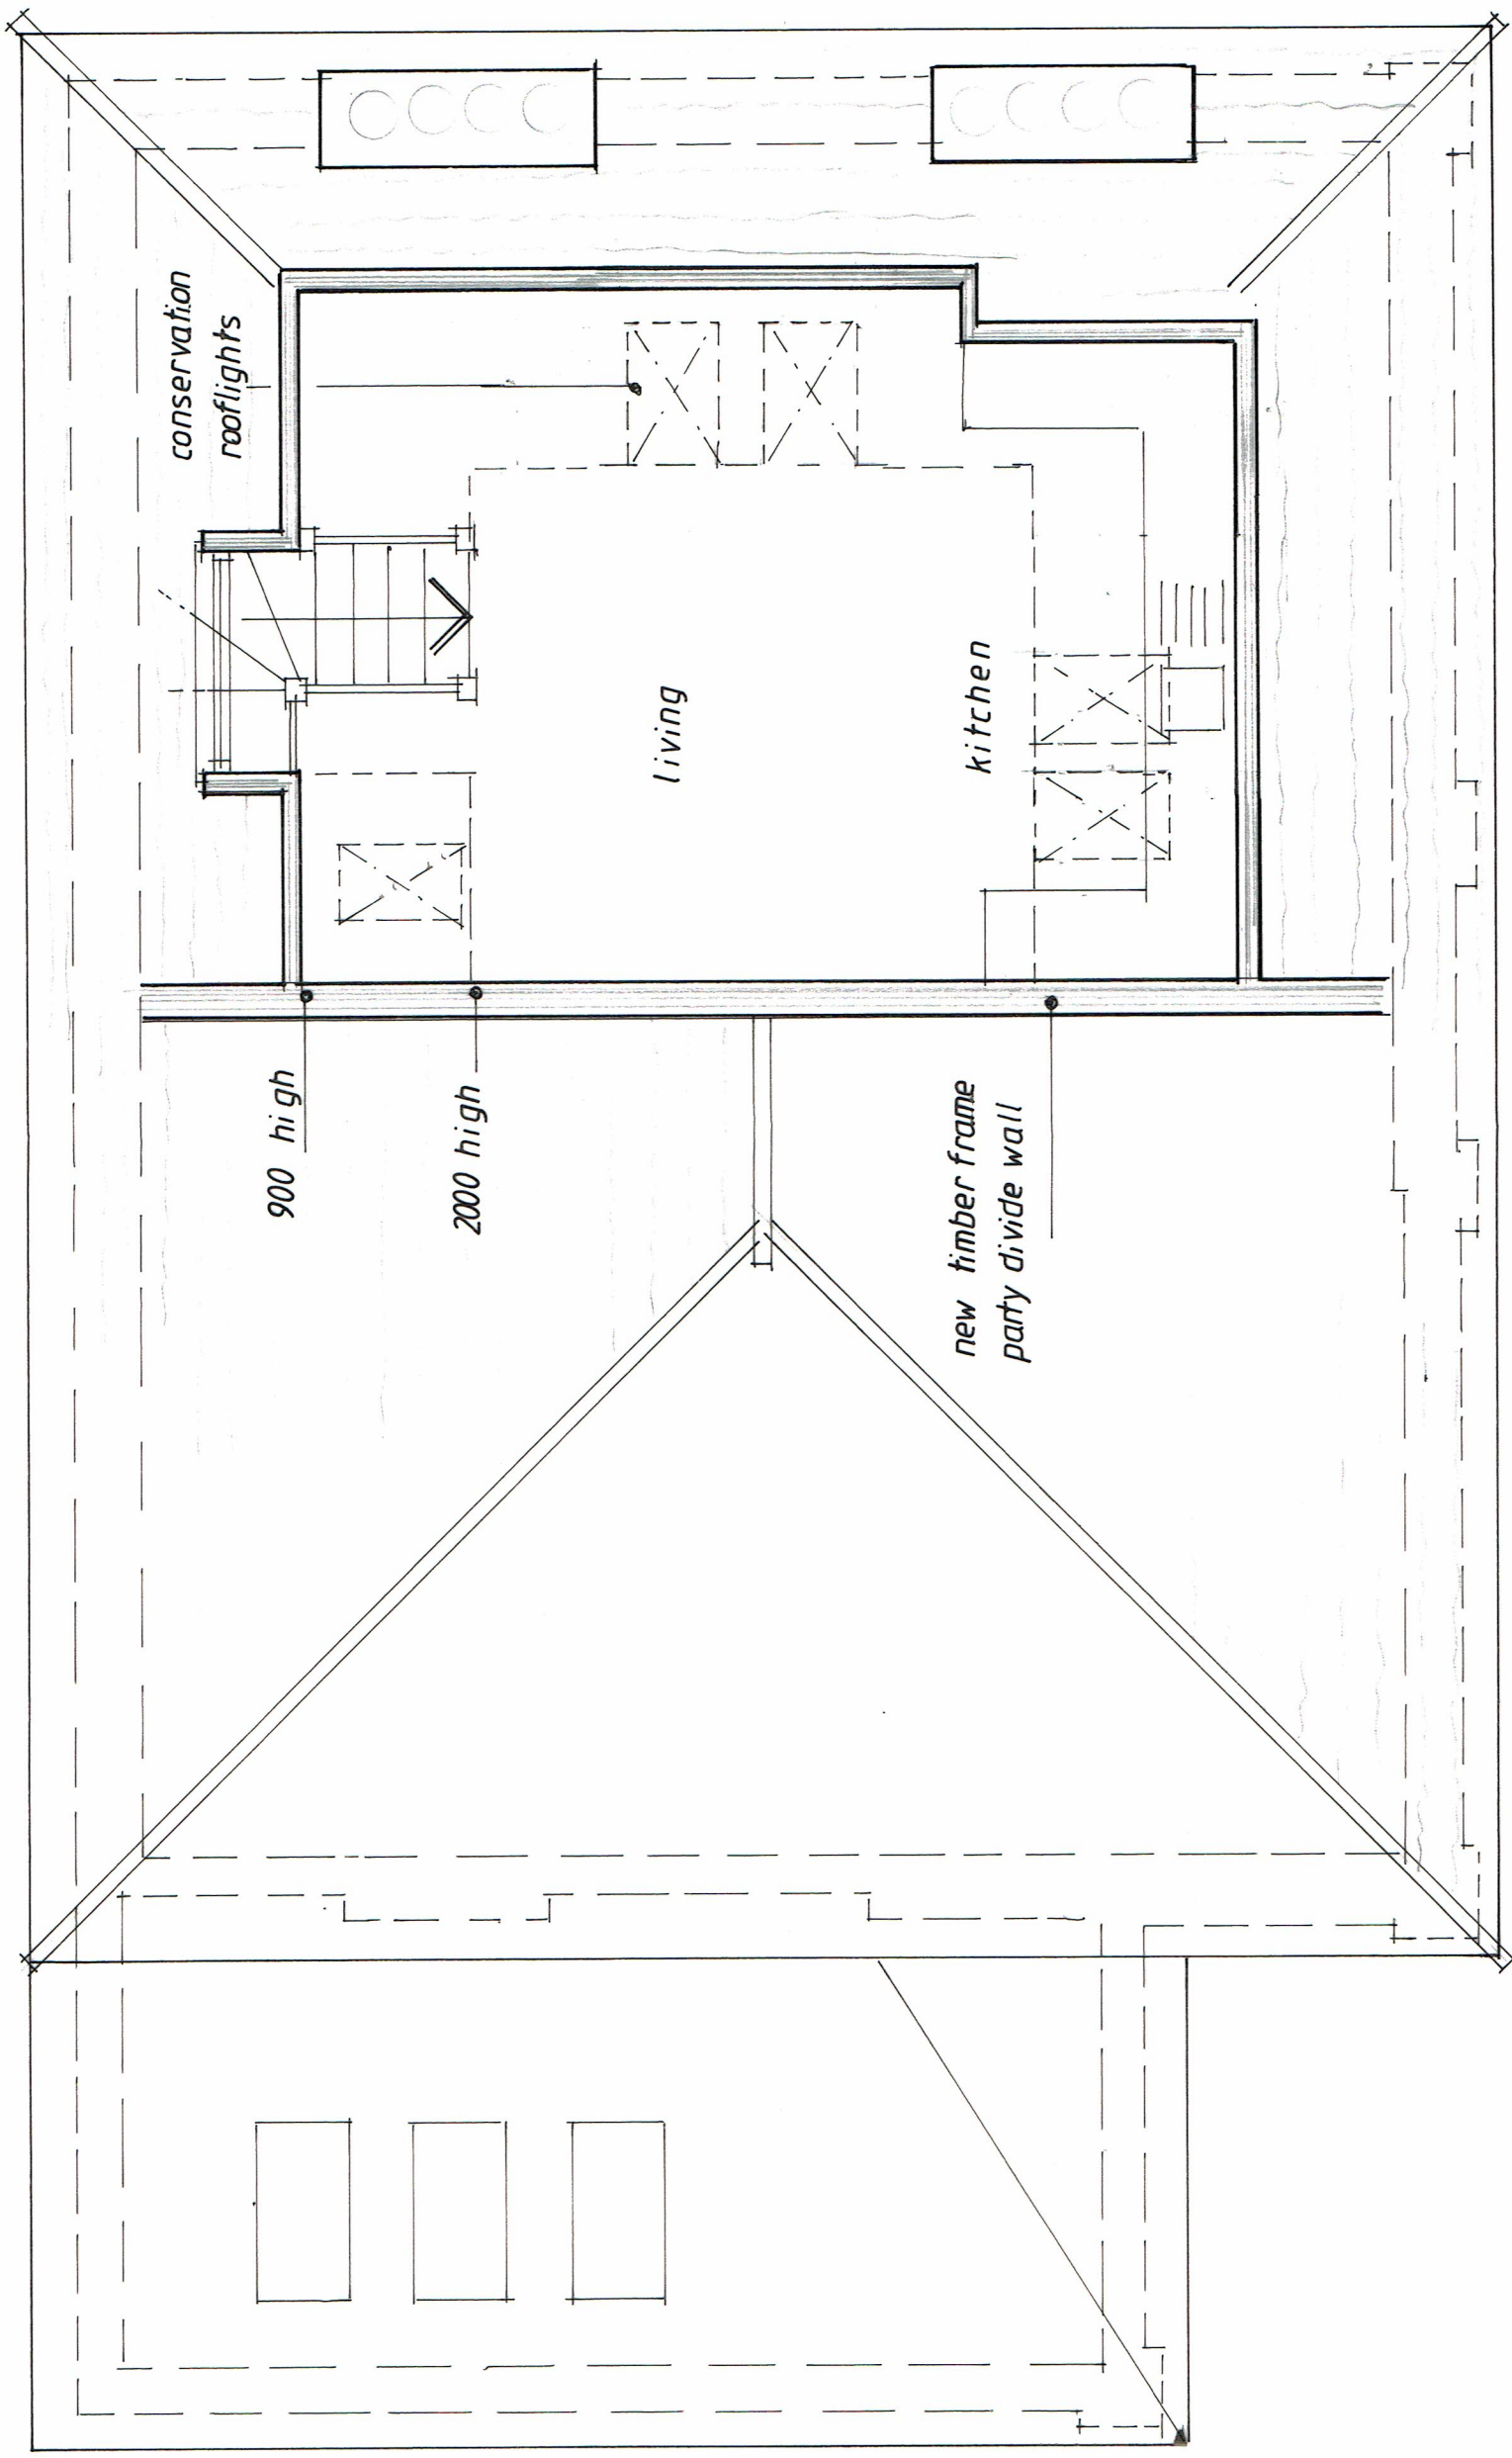 conservation
rooflights
living
kitchen
900 high
2000 high
new timber frame
party divide wall